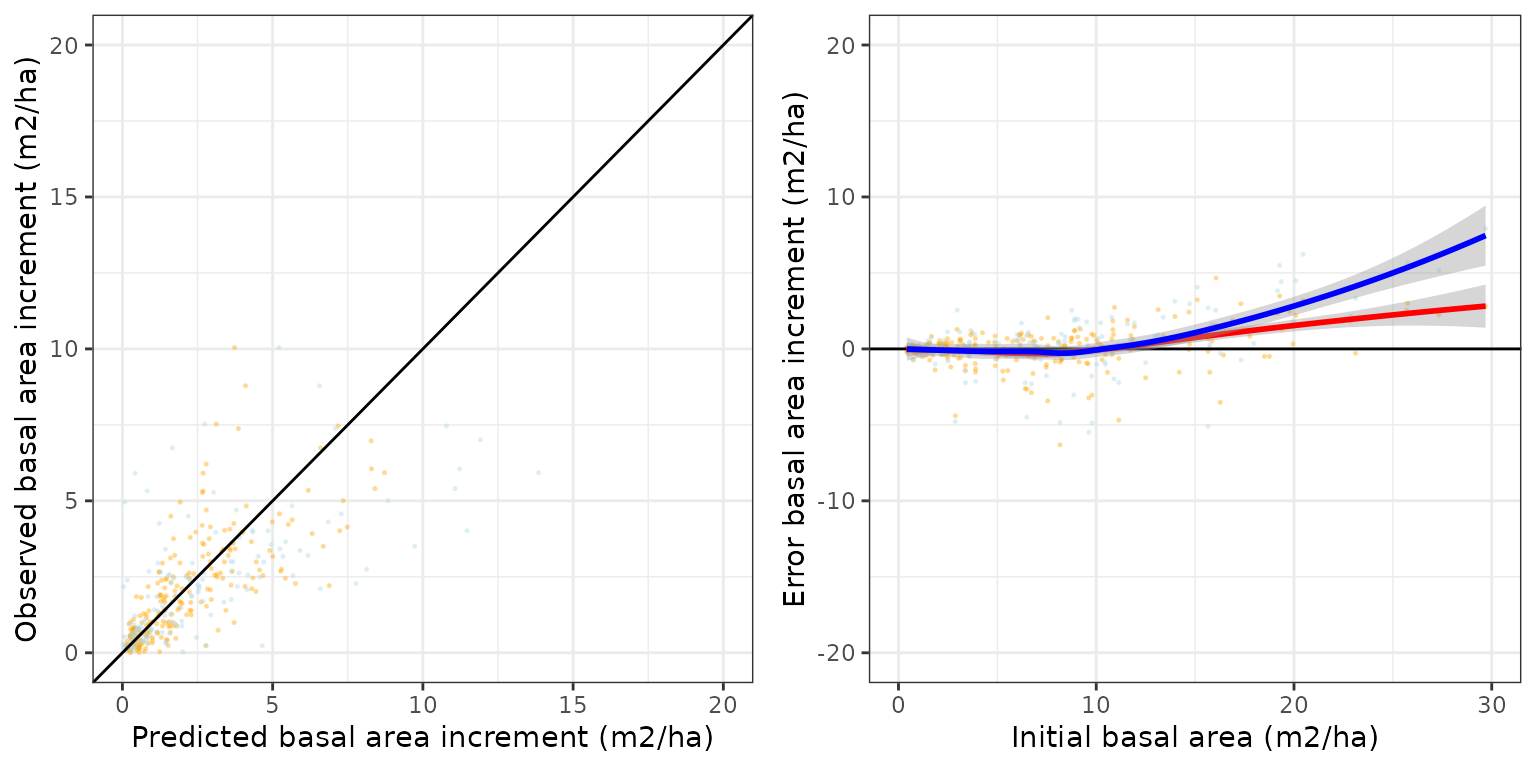 20
15
10
5
0
Observed basal area increment (m2/ha)
0 5 10 15 20
Predicted basal area increment (m2/ha)
20
10
0
-10
-20
Error basal area increment (m2/ha)
0 10 20 30
Initial basal area (m2/ha)